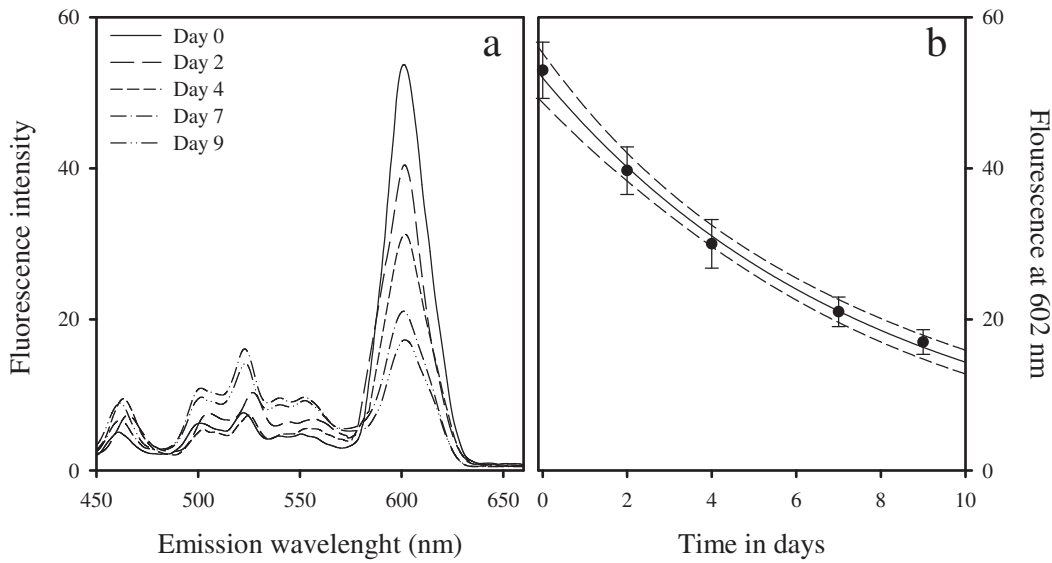 60
40
20
0
Fluorescence intensity
Day 0
Day 2
Day 4
Day 7
Day 9
a
450
500
550
600
650
Emission wavelenght (nm)
b
0
2
4
6
8
10
Time in days
60
40
20
0
Flourescence at 602 nm